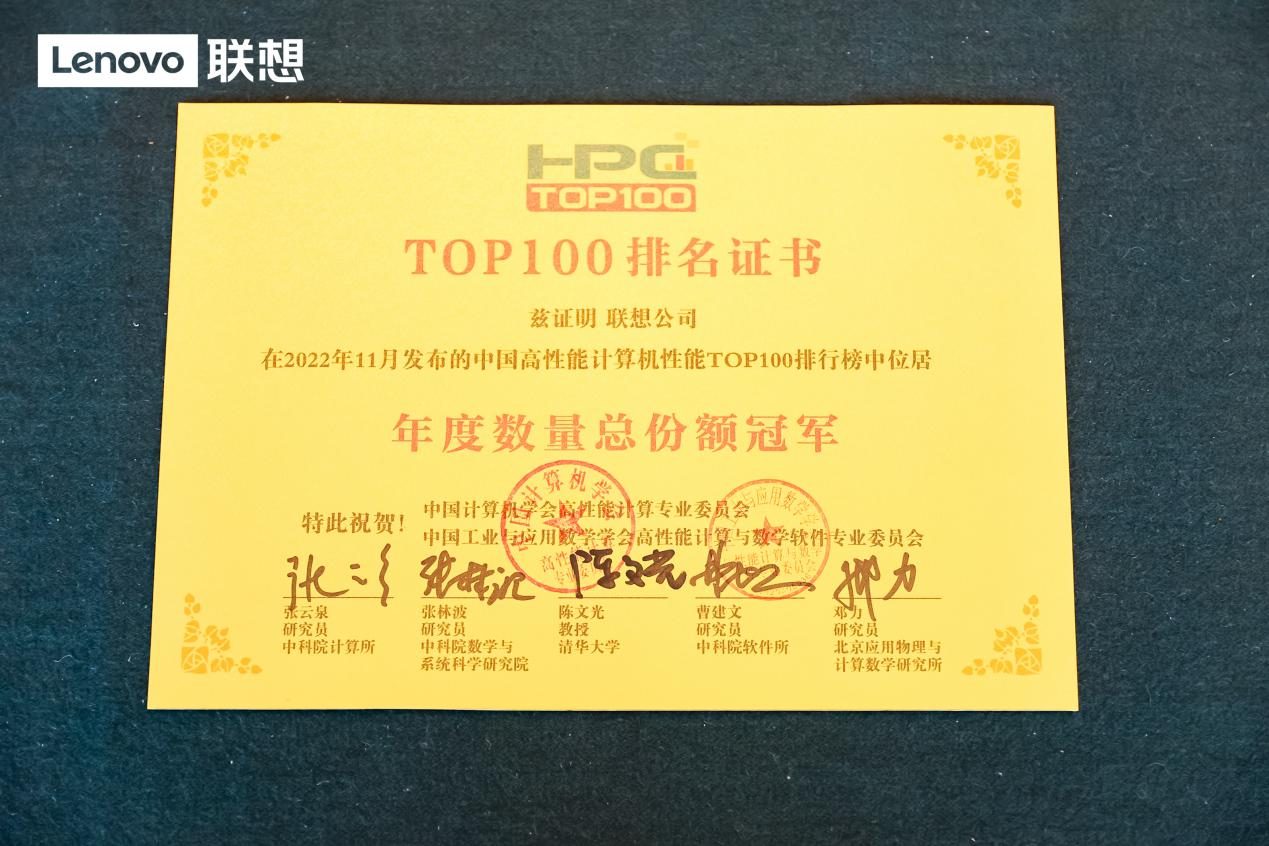 Lenovo 联想
HPC
TOP100
TOP100排名证书
兹证明 联想公司
在2022年11月发布的中国高性能计算机性能TOP100排行榜中位居
年度数量总份额冠军
特此祝贺!
中国计算机学会高性能计算专业委员会
中国工业与应用数学学会高性能计算与数学软件专业委员会
张云泉
研究员
中科院计算所
张林波
研究员
中科院数学与
系统科学研究院
陈文光
教授
清华大学
曹建文
研究员
中科院软件所
邓力
研究员
北京应用物理与
计算数学研究所